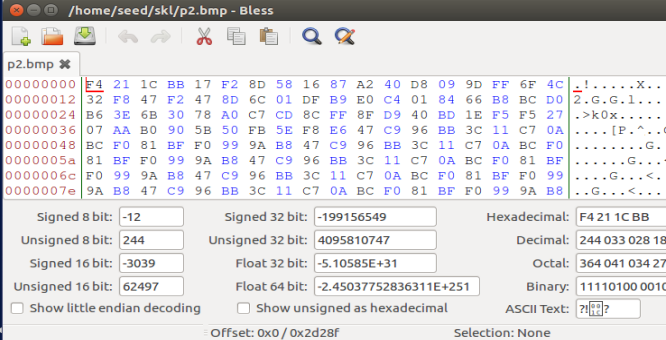 /home/seed/skl/p2.bmp - Bless
p2.bmp
00000000 F4 21 1C BB 17 F2 8D 58 16 87 A2 40 D8 09 9D FF 6F 4C .!.....X...
00000012 32 F8 47 F2 47 8D 6C 01 DF B9 E0 C4 01 84 66 B8 BC D0 2.G.G.l...
00000024 B6 3E 6B 30 78 A0 C7 CD 8C FF 8F D9 40 BD 1E F5 F5 27 .>k0x.....
00000036 07 AA B0 90 5B 50 FB 5E F8 E6 47 C9 96 BB 3C 11 C7 0A ....[P.^..
00000048 BC F0 81 BF F0 99 9A B8 47 C9 96 BB 3C 11 C7 0A BC F0 ........G.
0000005a 81 BF F0 99 9A B8 47 C9 96 BB 3C 11 C7 0A BC F0 81 BF ......G...
0000006c F0 99 9A B8 47 C9 96 BB 3C 11 C7 0A BC F0 81 BF F0 99 ....G...<.
0000007e 9A B8 47 C9 96 BB 3C 11 C7 0A BC F0 81 BF F0 99 9A B8 ..G...<...
Signed 8 bit: -12 Signed 32 bit: -199156549 Hexadecimal: F4 21 1C BB
Unsigned 8 bit: 244 Unsigned 32 bit: 4095810747 Decimal: 244 033 028 18
Signed 16 bit: -3039 Float 32 bit: -5.10585E+31 Octal: 364 041 034 27
Unsigned 16 bit: 62497 Float 64 bit: -2.45037752836311E+251 Binary: 11110100 0010
Show little endian decoding Show unsigned as hexadecimal ASCII Text: ?!?
Offset: 0x0 / 0x2d28f Selection: None